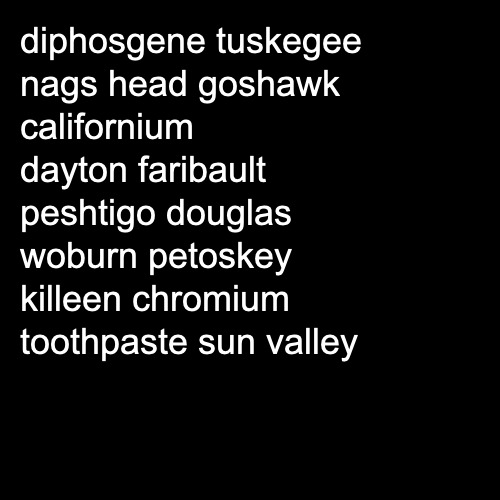 diphosgene tuskegee
nags head goshawk
californium
dayton faribault
peshtigo douglas
woburn petoskey
killeen chromium
toothpaste sun valley